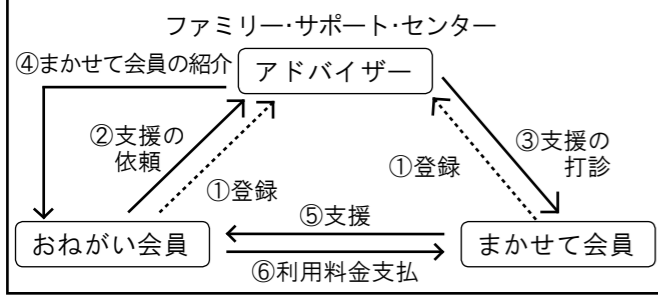 ファミリー･サポート･センター
④まかせて会員の紹介
アドバイザー
②支援の
依頼
③支援の
打診
①登録
①登録
⑤支援
おねがい会員
まかせて会員
⑥利用料金支払